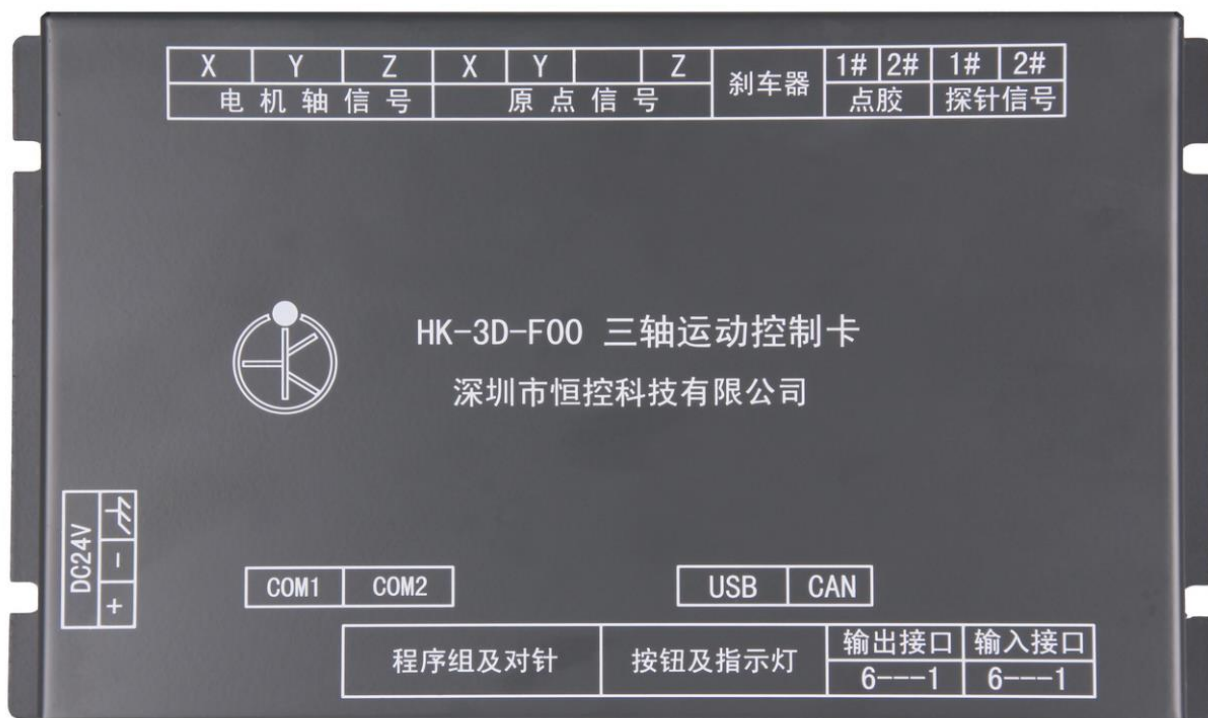 X Y Z X Y Z 刹车器 1# 2# 1# 2#
电机轴信号 原点信号 点胶 探针信号
HK-3D-F00 三轴运动控制卡
深圳市恒控科技有限公司
DC24V - +
COM1 COM2 USB CAN
程序组及对针 按钮及指示灯 输出接口 输入接口
6---1 6---1